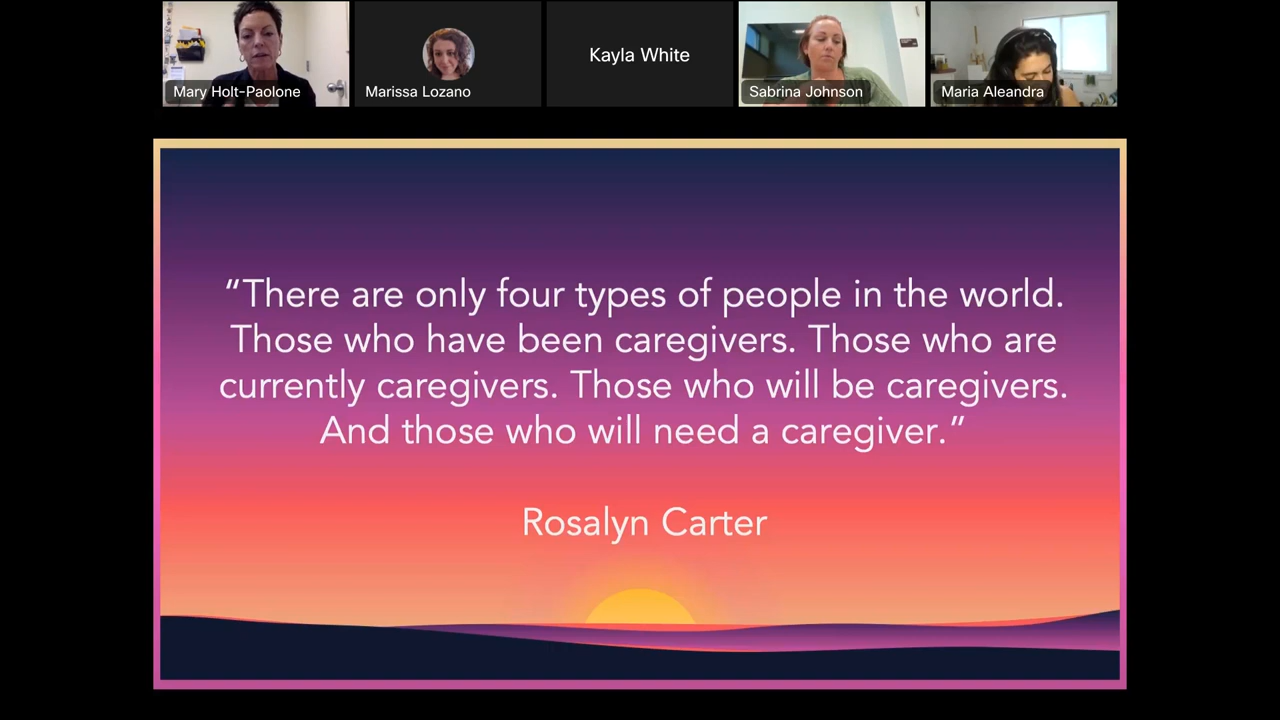 Mary Holt-Paolone
Marissa Lozano
Kayla White
Sabrina Johnson
Maria Aleandra
“There are only four types of people in the world.
Those who have been caregivers. Those who are
currently caregivers. Those who will be caregivers.
And those who will need a caregiver.”
Rosalyn Carter